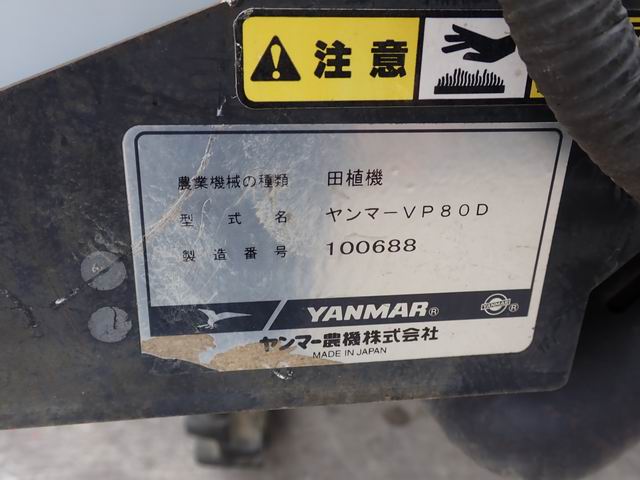 注意
農業機械の種類 田植機
型式名 ヤンマーVP80D
製造番号 100688
YANMAR®
YANMAR ®
ヤンマー農機株式会社
MADE IN JAPAN